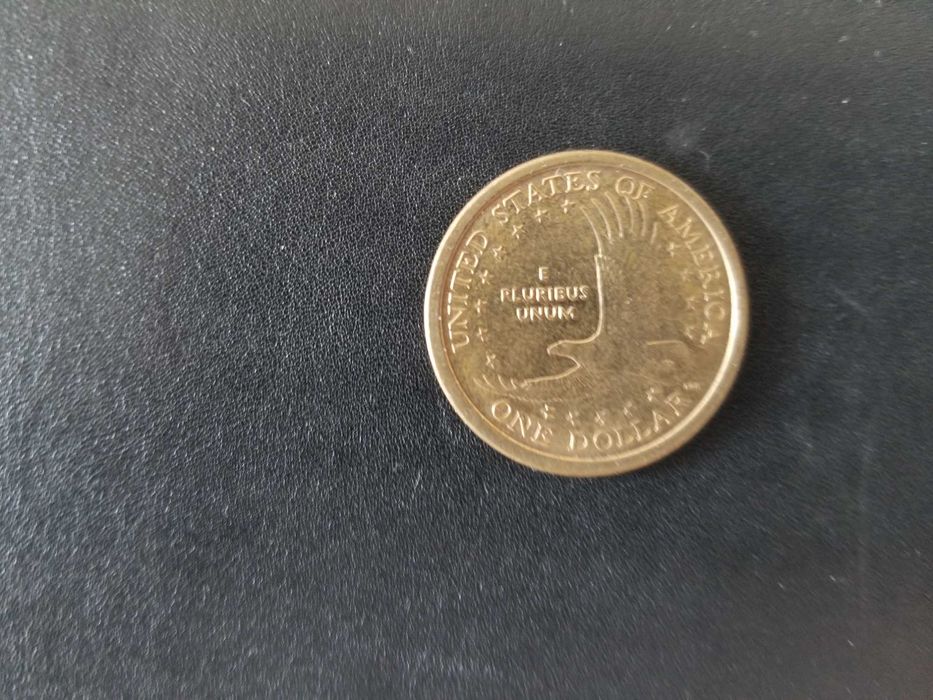 UNITED STATES OF AMERICA
E
PLURIBUS
UNUM
ONE DOLLAR